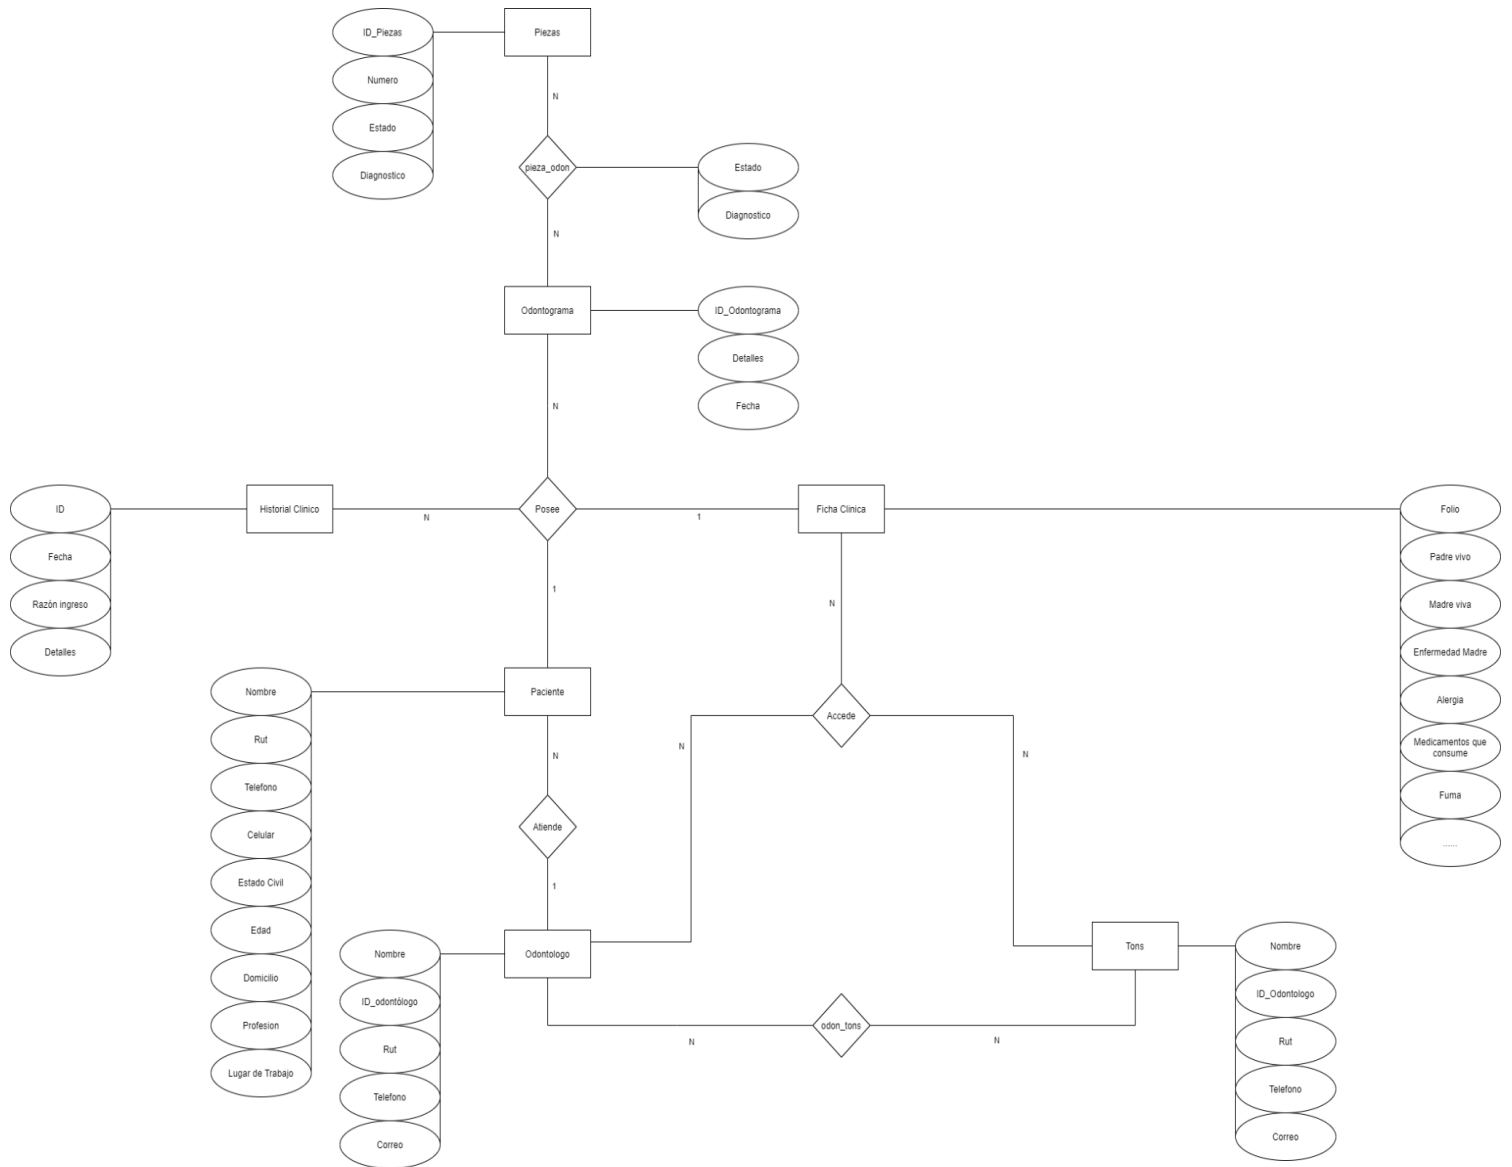 ID_Piezas
Piezas
Numero
N
Estado
pieza_odon
Estado
Diagnostico
Diagnostico
N
Odontograma
ID_Odontograma
Detalles
N
Fecha
ID
Historial Clinico
N
Posee
1
Ficha Clinica
Folio
Fecha
Padre vivo
Razón ingreso
1
N
Madre viva
Detalles
Enfermedad Madre
Nombre
Paciente
Alergia
Rut
Accede
Medicamentos que
consume
N
N
N
Telefono
Fuma
Celular
Atiende
......
Estado Civil
1
Edad
Nombre
Odontologo
Tons
Nombre
Domicilio
ID_odontòlogo
ID_Odontologo
Profesion
odon_tons
Rut
N
N
Rut
Lugar de Trabajo
Telefono
Telefono
Correo
Correo